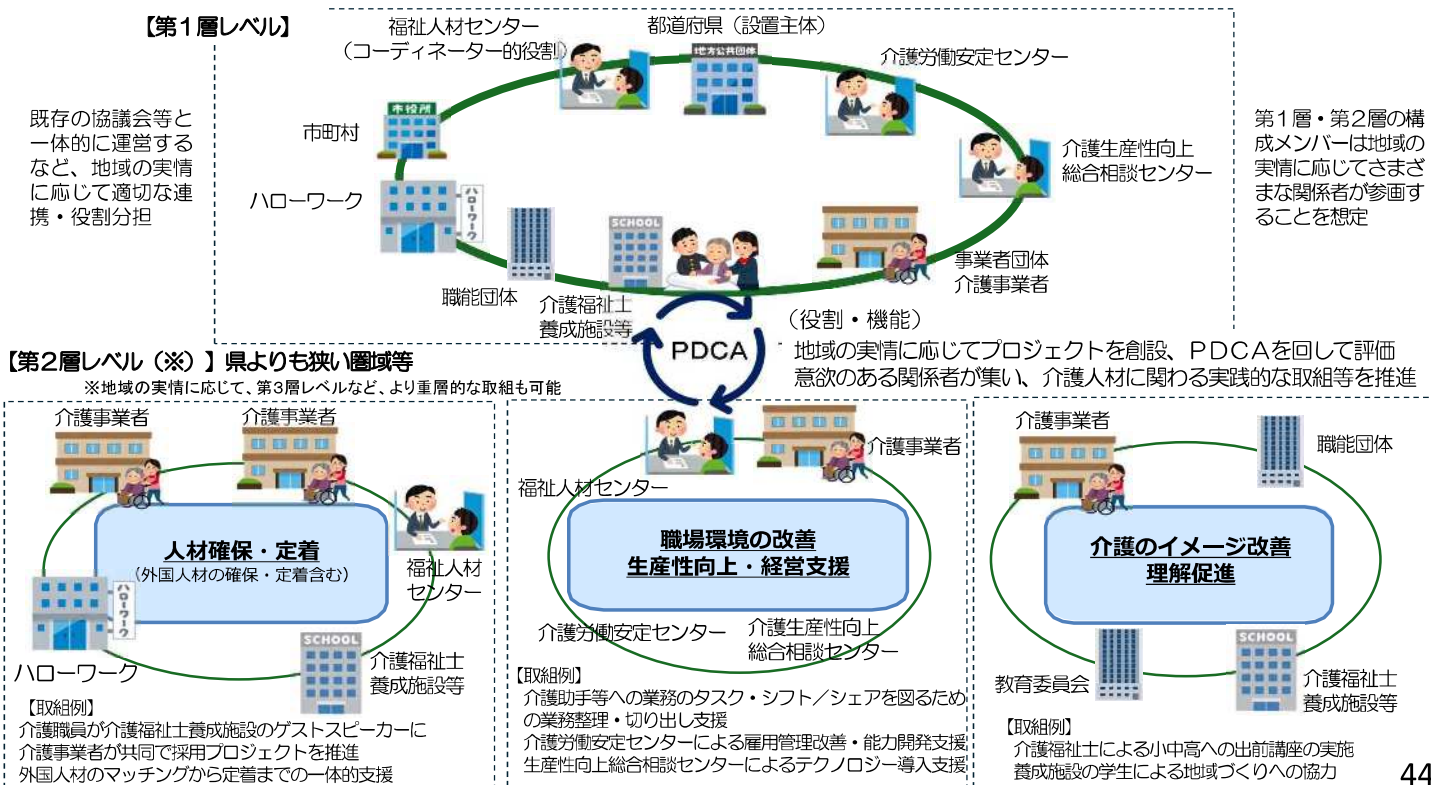 【第1層レベル】
福祉人材センター
（コーディネーター的役割）
都道府県（設置主体）
地方公共団体
介護労働安定センター
市役所
市町村
既存の協議会等と
一体的に運営する
など、地域の実情
に応じて適切な連
携・役割分担
ハローワーク
ハローワーク
介護生産性向上
総合相談センター
第1層・第2層の構
成メンバーは地域の
実情に応じてさまざ
まな関係者が参画す
ることを想定
職能団体
SCHOOL
介護福祉士
養成施設等
事業者団体
介護事業者
PDCA
（役割・機能）
地域の実情に応じてプロジェクトを創設、ＰＤＣＡを回して評価
意欲のある関係者が集い、介護人材に関わる実践的な取組等を推進
【第2層レベル（※）】県よりも狭い圏域等
※地域の実情に応じて、第3層レベルなど、より重層的な取組も可能
介護事業者
介護事業者
人材確保・定着
（外国人材の確保・定着含む）
福祉人材
センター
ハローワーク
ハローワーク
SCHOOL
介護福祉士
養成施設等
【取組例】
介護職員が介護福祉士養成施設のゲストスピーカーに
介護事業者が共同で採用プロジェクトを推進
外国人材のマッチングから定着までの一体的支援
福祉人材センター
介護事業者
職場環境の改善
生産性向上・経営支援
介護労働安定センター
介護生産性向上
総合相談センター
【取組例】
介護助手等への業務のタスク・シフト／シェアを図るため
の業務整理・切り出し支援
介護労働安定センターによる雇用管理改善・能力開発支援
生産性向上総合相談センターによるテクノロジー導入支援
介護事業者
職能団体
介護のイメージ改善
理解促進
教育委員会
SCHOOL
介護福祉士
養成施設等
【取組例】
介護福祉士による小中高への出前講座の実施
養成施設の学生による地域づくりへの協力
44